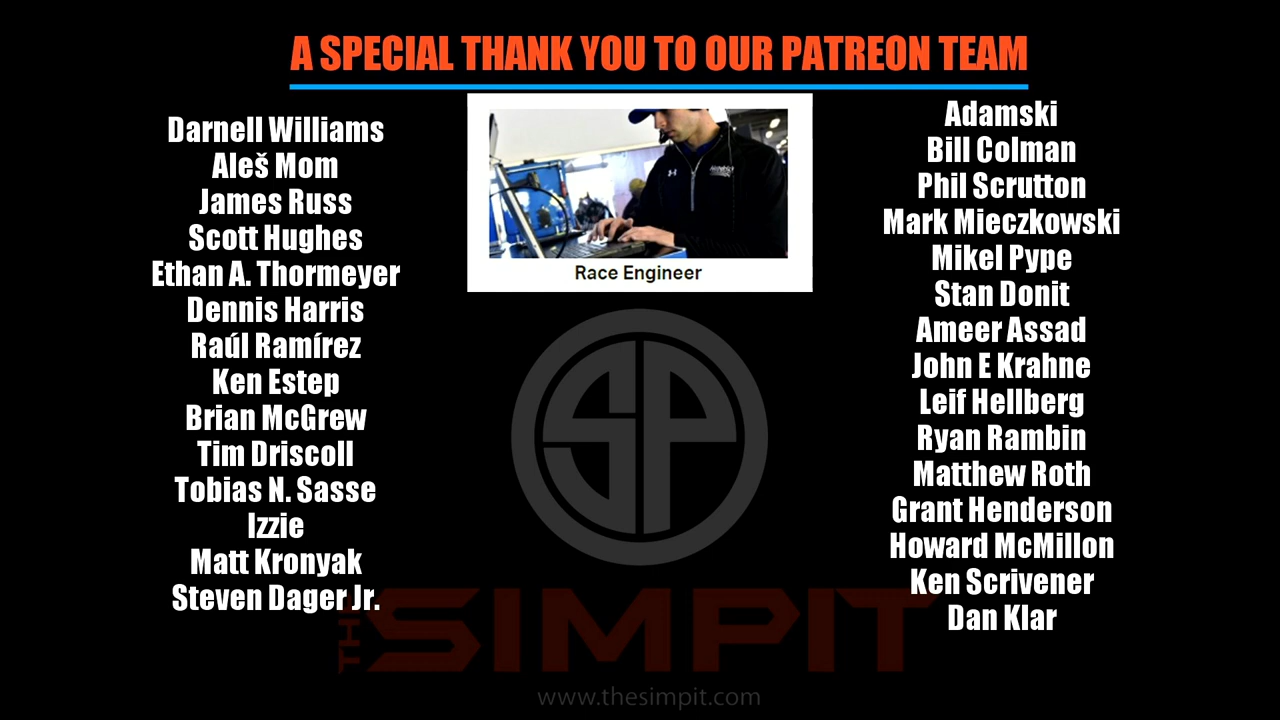 A SPECIAL THANK YOU TO OUR PATREON TEAM
Darnell Williams
Aleš Mom
James Russ
Scott Hughes
Ethan A. Thormeyer
Dennis Harris
Raúl Ramírez
Ken Estep
Brian McGrew
Tim Driscoll
Tobias N. Sasse
Izzie
Matt Kronyak
Steven Dager Jr.
Race Engineer
SP
Adamski
Bill Colman
Phil Scrutton
Mark Mieczkowski
Mikel Pype
Stan Donit
Ameer Assad
John E Krahne
Leif Hellberg
Ryan Rambin
Matthew Roth
Grant Henderson
Howard McMillon
Ken Scrivener
Dan Klar
THE SIMPIT
www.thesimpit.com